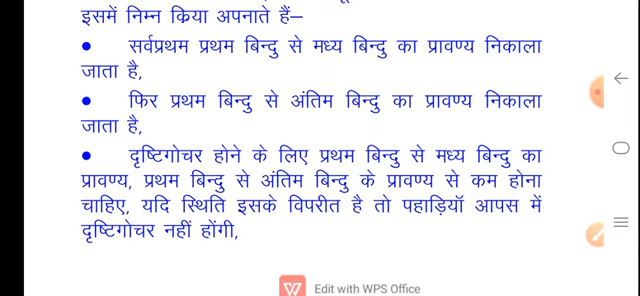 इसमें निम्न क्रिया अपनाते हैं—
● सर्वप्रथम प्रथम बिन्दु से मध्य बिन्दु का प्रावण्य निकाला
जाता है,
● फिर प्रथम बिन्दु से अंतिम बिन्दु का प्रावण्य निकाला
जाता है,
● दृष्टिगोचर होने के लिए प्रथम बिन्दु से मध्य बिन्दु का
प्रावण्य, प्रथम बिन्दु से अंतिम बिन्दु के प्रावण्य से कम होना
चाहिए, यदि स्थिति इसके विपरीत है तो पहाड़ियॉ आपस में
दृष्टिगोचर नहीं होंगी,
Edit with WPS Office